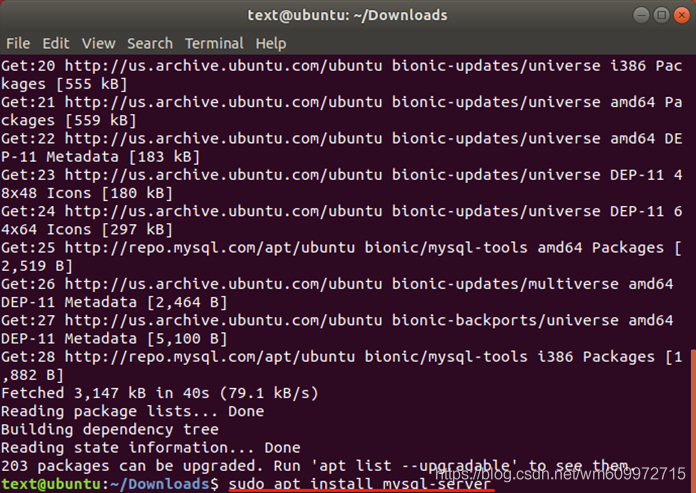 text@ubuntu: ~/Downloads
File Edit View Search Terminal Help
Get:20 http://us.archive.ubuntu.com/ubuntu bionic-updates/universe i386 Pac
kages [555 kB]
Get:21 http://us.archive.ubuntu.com/ubuntu bionic-updates/universe amd64 Pa
ckages [559 kB]
Get:22 http://us.archive.ubuntu.com/ubuntu bionic-updates/universe amd64 DE
P-11 Metadata [183 kB]
Get:23 http://us.archive.ubuntu.com/ubuntu bionic-updates/universe DEP-11 4
8x48 Icons [180 kB]
Get:24 http://us.archive.ubuntu.com/ubuntu bionic-updates/universe DEP-11 6
4x64 Icons [297 kB]
Get:25 http://repo.mysql.com/apt/ubuntu bionic/mysql-tools amd64 Packages [
2,519 B]
Get:26 http://us.archive.ubuntu.com/ubuntu bionic-updates/multiverse amd64
DEP-11 Metadata [2,464 B]
Get:27 http://us.archive.ubuntu.com/ubuntu bionic-backports/universe amd64
DEP-11 Metadata [5,100 B]
Get:28 http://repo.mysql.com/apt/ubuntu bionic/mysql-tools i386 Packages [1
,882 B]
Fetched 3,147 kB in 40s (79.1 kB/s)
Reading package lists... Done
Building dependency tree
Reading state information... Done
203 packages can be upgraded. Run 'apt list --upgradable' to see them.
https://blog.csdn.net/wm609972715
text@ubuntu:~/Downloads$ sudo apt install mysql-server